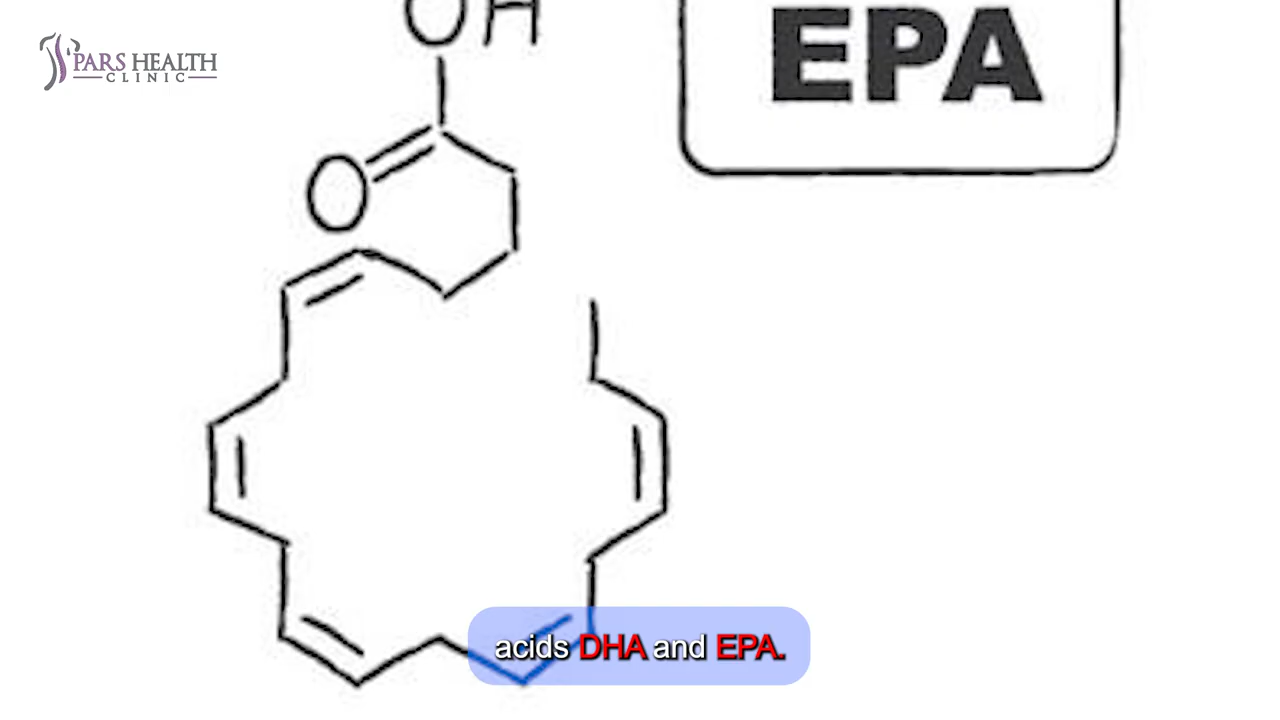 OH
EPA
PARS HEALTH
CLINIC
O
acids DHA and EPA.